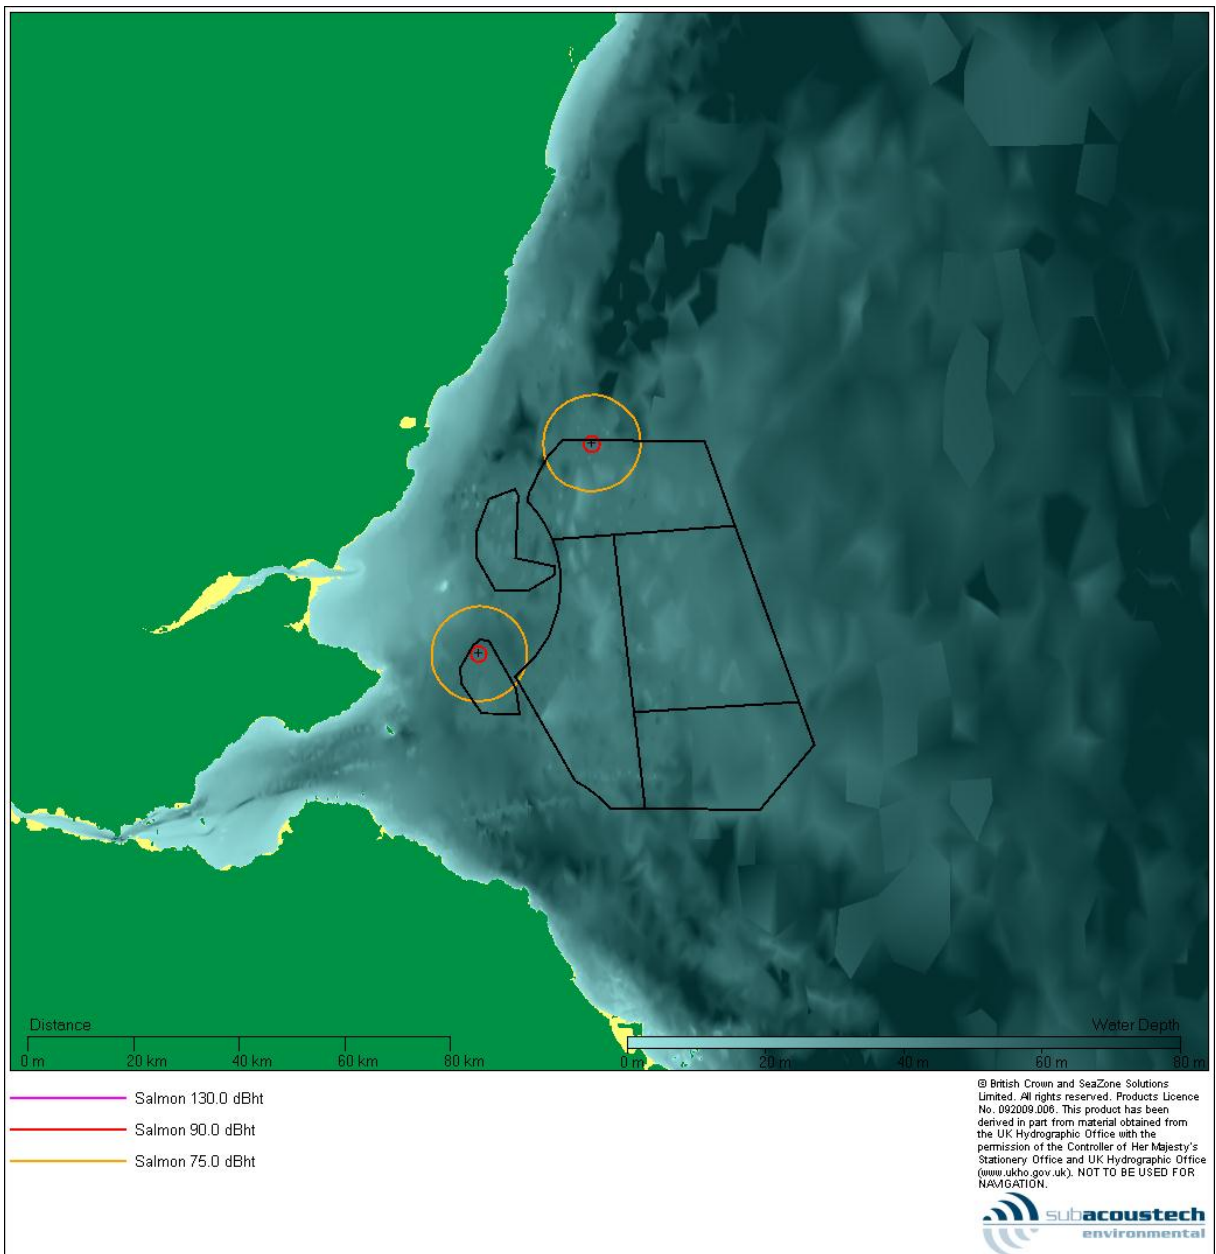 Distance
Water Depth
0 m 20 km 40 km 60 km 80 km
0 m 20 m 40 m 60 m 80 m
Salmon 130.0 dBht
Salmon 90.0 dBht
Salmon 75.0 dBht
© British Crown and SeaZone Solutions
Limited. All rights reserved. Products Licence
No. 092009.006. This product has been
derived in part from material obtained from
the UK Hydrographic Office with the
permission of the Controller of Her Majesty's
Stationery Office and UK Hydrographic Office
(www.ukho.gov.uk). NOT TO BE USED FOR
NAVIGATION.
subacoustech
environmental